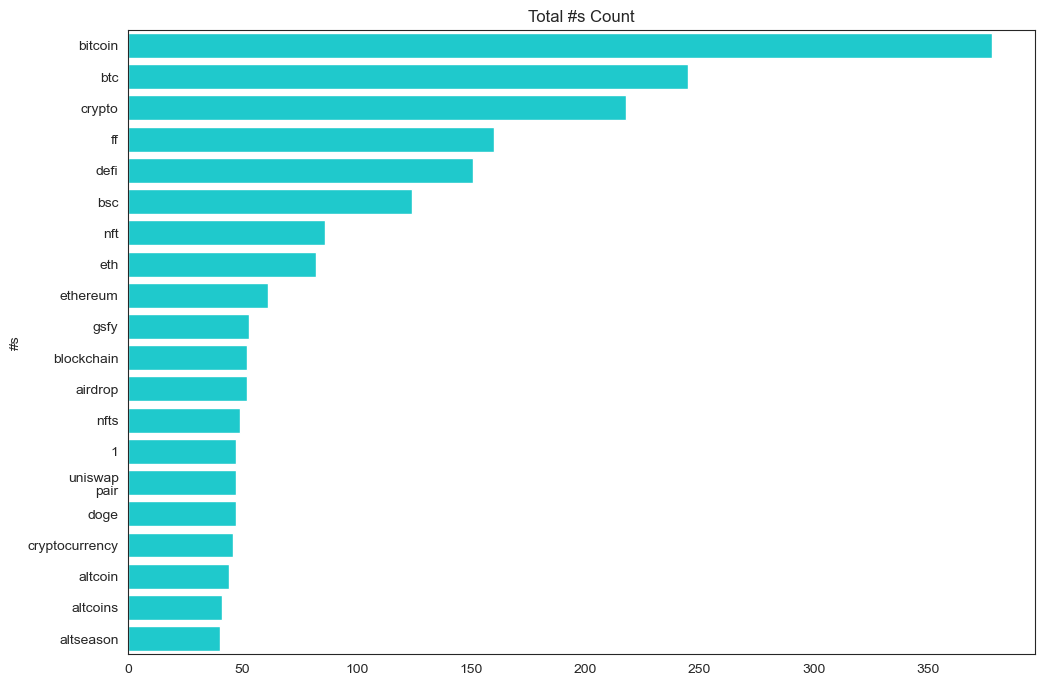 Total #s Count
#s
bitcoin
btc
crypto
ff
defi
bsc
nft
eth
ethereum
gsfy
blockchain
airdrop
nfts
1
uniswap
pair
doge
cryptocurrency
altcoin
altcoins
altseason
0 50 100 150 200 250 300 350